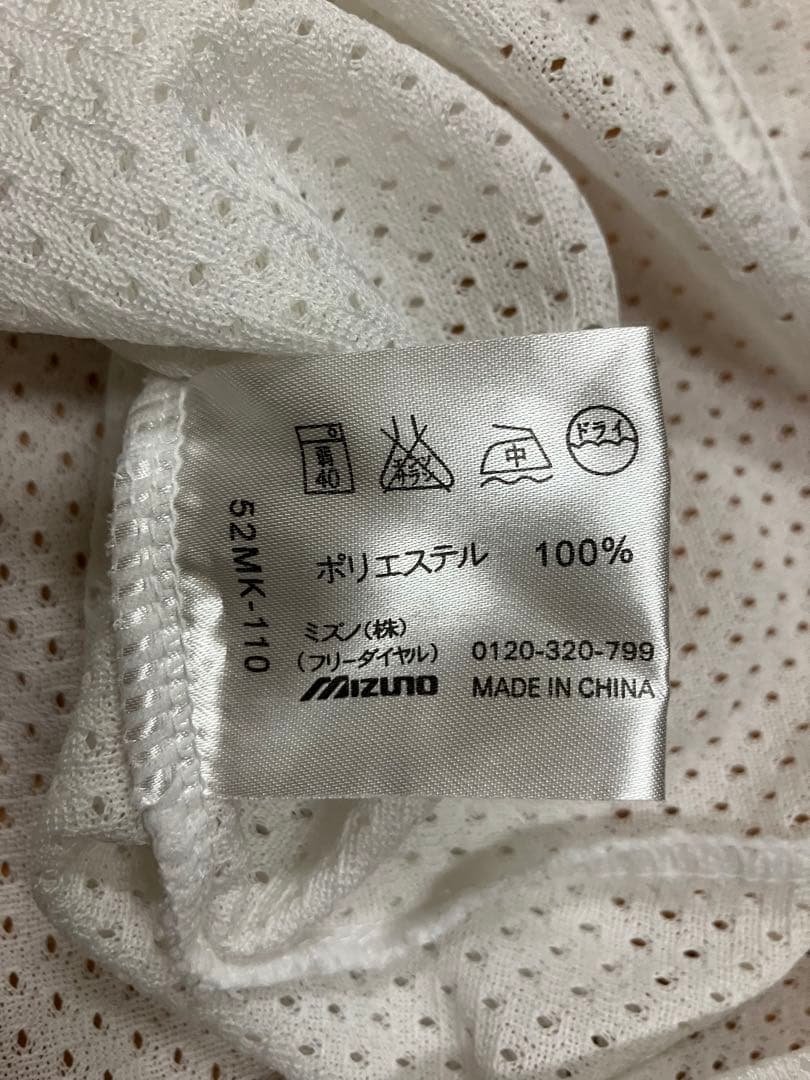 弱
40
エンソ
サラシ
中
ドライ
ポリエステル 100%
52MK-110
ミズノ(株)
(フリーダイヤル) 0120-320-799
MIZUNO MADE IN CHINA